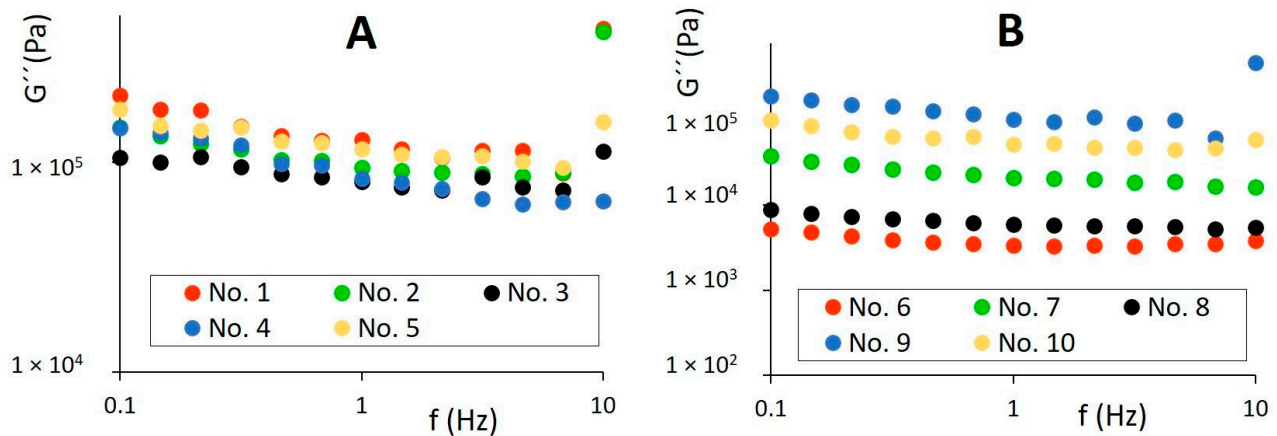 A
G´´(Pa)
1 × 10⁵
No. 1 No. 2 No. 3
No. 4 No. 5
1 × 10⁴
0.1 1 10
f (Hz)
B
G´´(Pa)
1 × 10⁵
1 × 10⁴
1 × 10³
No. 6 No. 7 No. 8
No. 9 No. 10
1 × 10²
0.1 1 10
f (Hz)